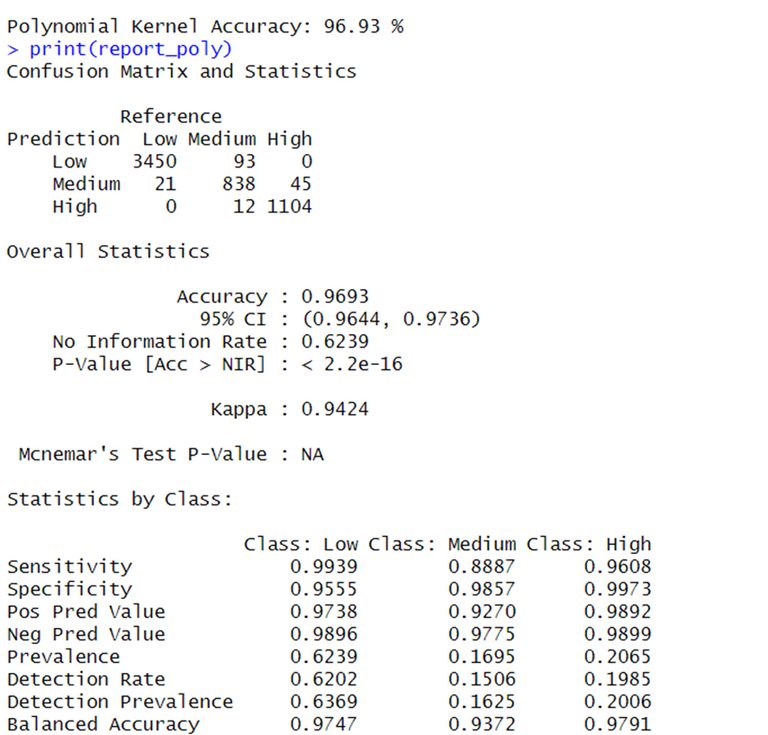 Polynomial Kernel Accuracy: 96.93 %
> print(report_poly)
Confusion Matrix and Statistics

          Reference
Prediction  Low Medium High
    Low    3450     93    0
    Medium   21    838   45
    High      0     12 1104

Overall Statistics

               Accuracy : 0.9693
                 95% CI : (0.9644, 0.9736)
    No Information Rate : 0.6239
    P-Value [Acc > NIR] : < 2.2e-16

                  Kappa : 0.9424

 Mcnemar's Test P-Value : NA

Statistics by Class:

                     Class: Low Class: Medium Class: High
Sensitivity              0.9939        0.8887      0.9608
Specificity              0.9555        0.9857      0.9973
Pos Pred Value           0.9738        0.9270      0.9892
Neg Pred Value           0.9896        0.9775      0.9899
Prevalence               0.6239        0.1695      0.2065
Detection Rate           0.6202        0.1506      0.1985
Detection Prevalence     0.6369        0.1625      0.2006
Balanced Accuracy        0.9747        0.9372      0.9791